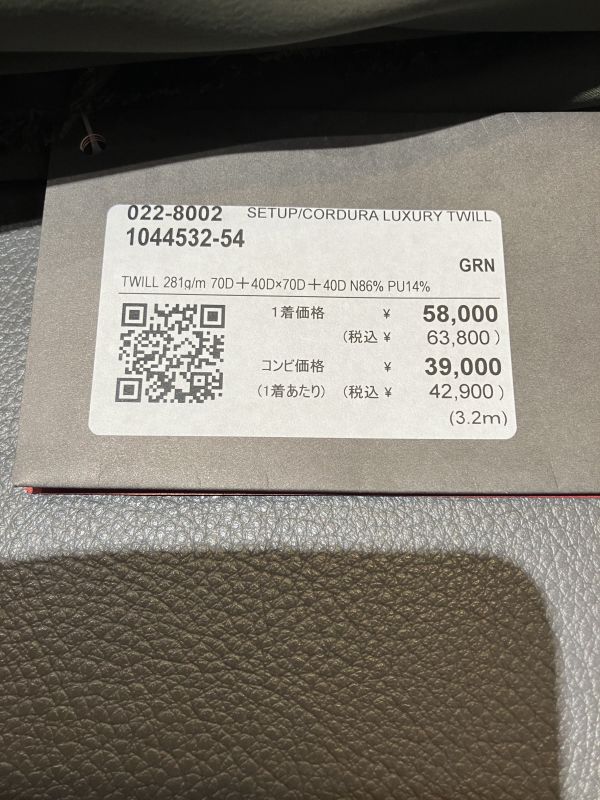 022-8002 SETUP/CORDURA LUXURY TWILL
1044532-54
GRN
TWILL 281g/m 70D＋40D×70D＋40D N86% PU14%
1着価格 ¥ 58,000
(税込 ¥ 63,800)
コンビ価格 ¥ 39,000
(1着あたり) (税込 ¥ 42,900)
(3.2m)